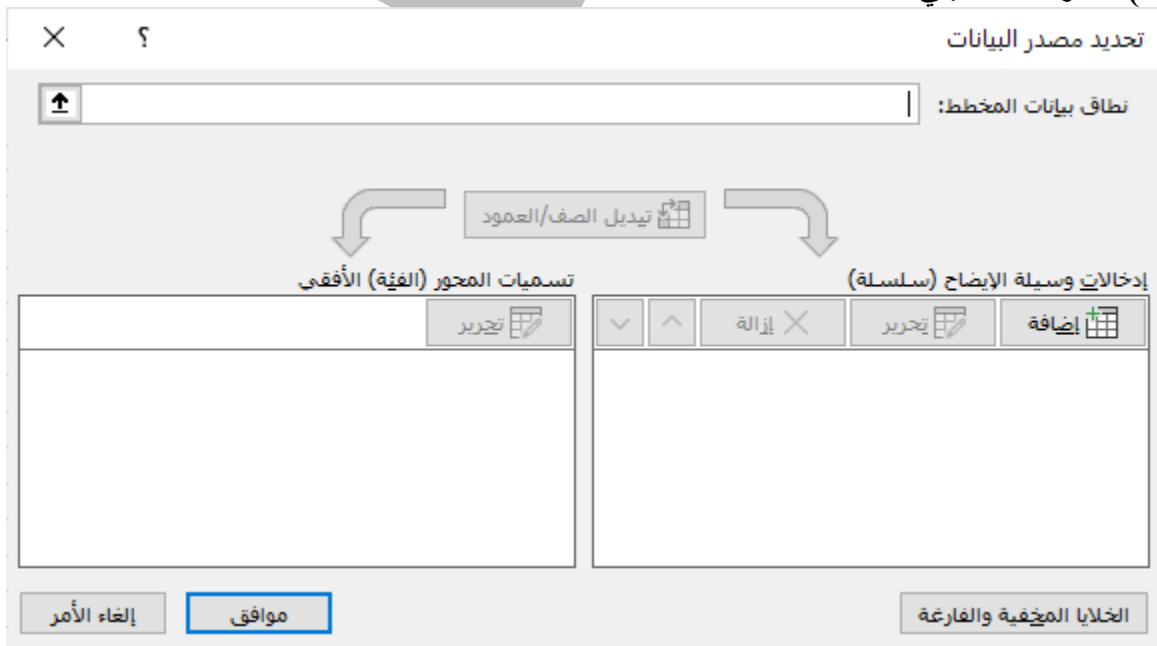 تحديد مصدر البيانات ؟
نطاق بيانات المخطط:
تبديل الصف/العمود
إدخالات وسيلة الإيضاح (سلسلة)
تسميات المحور (الفئة) الأفقي
إضافة تحرير إزالة
تحرير
الخلايا المخفية والفارغة
موافق إلغاء الأمر